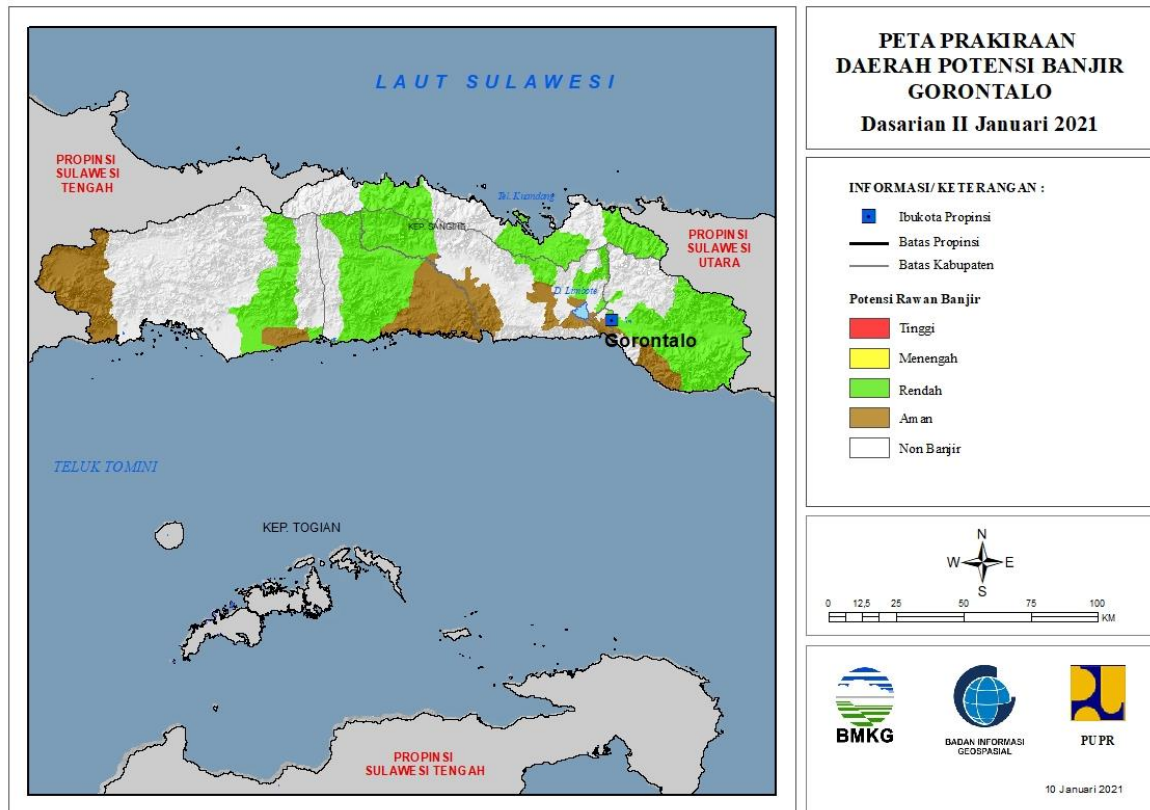 LAUT SULAWESI
PROPINSI
SULAWESI
TENGAH
Tel. Kuandang
KEP. SANGIHE
PROPINSI
SULAWESI
UTARA
D. Limboto
Gorontalo
TELUK TOMINI
KEP. TOGIAN
PROPINSI
SULAWESI TENGAH
PETA PRAKIRAAN
DAERAH POTENSI BANJIR
GORONTALO
Dasarian II Januari 2021
INFORMASI/ KETERANGAN :
Ibukota Propinsi
Batas Propinsi
Batas Kabupaten
Potensi Rawan Banjir
Tinggi
Menengah
Rendah
Aman
Non Banjir
N
W E
S
0 12,5 25 50 75 100
KM
BMKG
BADAN INFORMASI
GEOSPASIAL
PUPR
10 Januari 2021